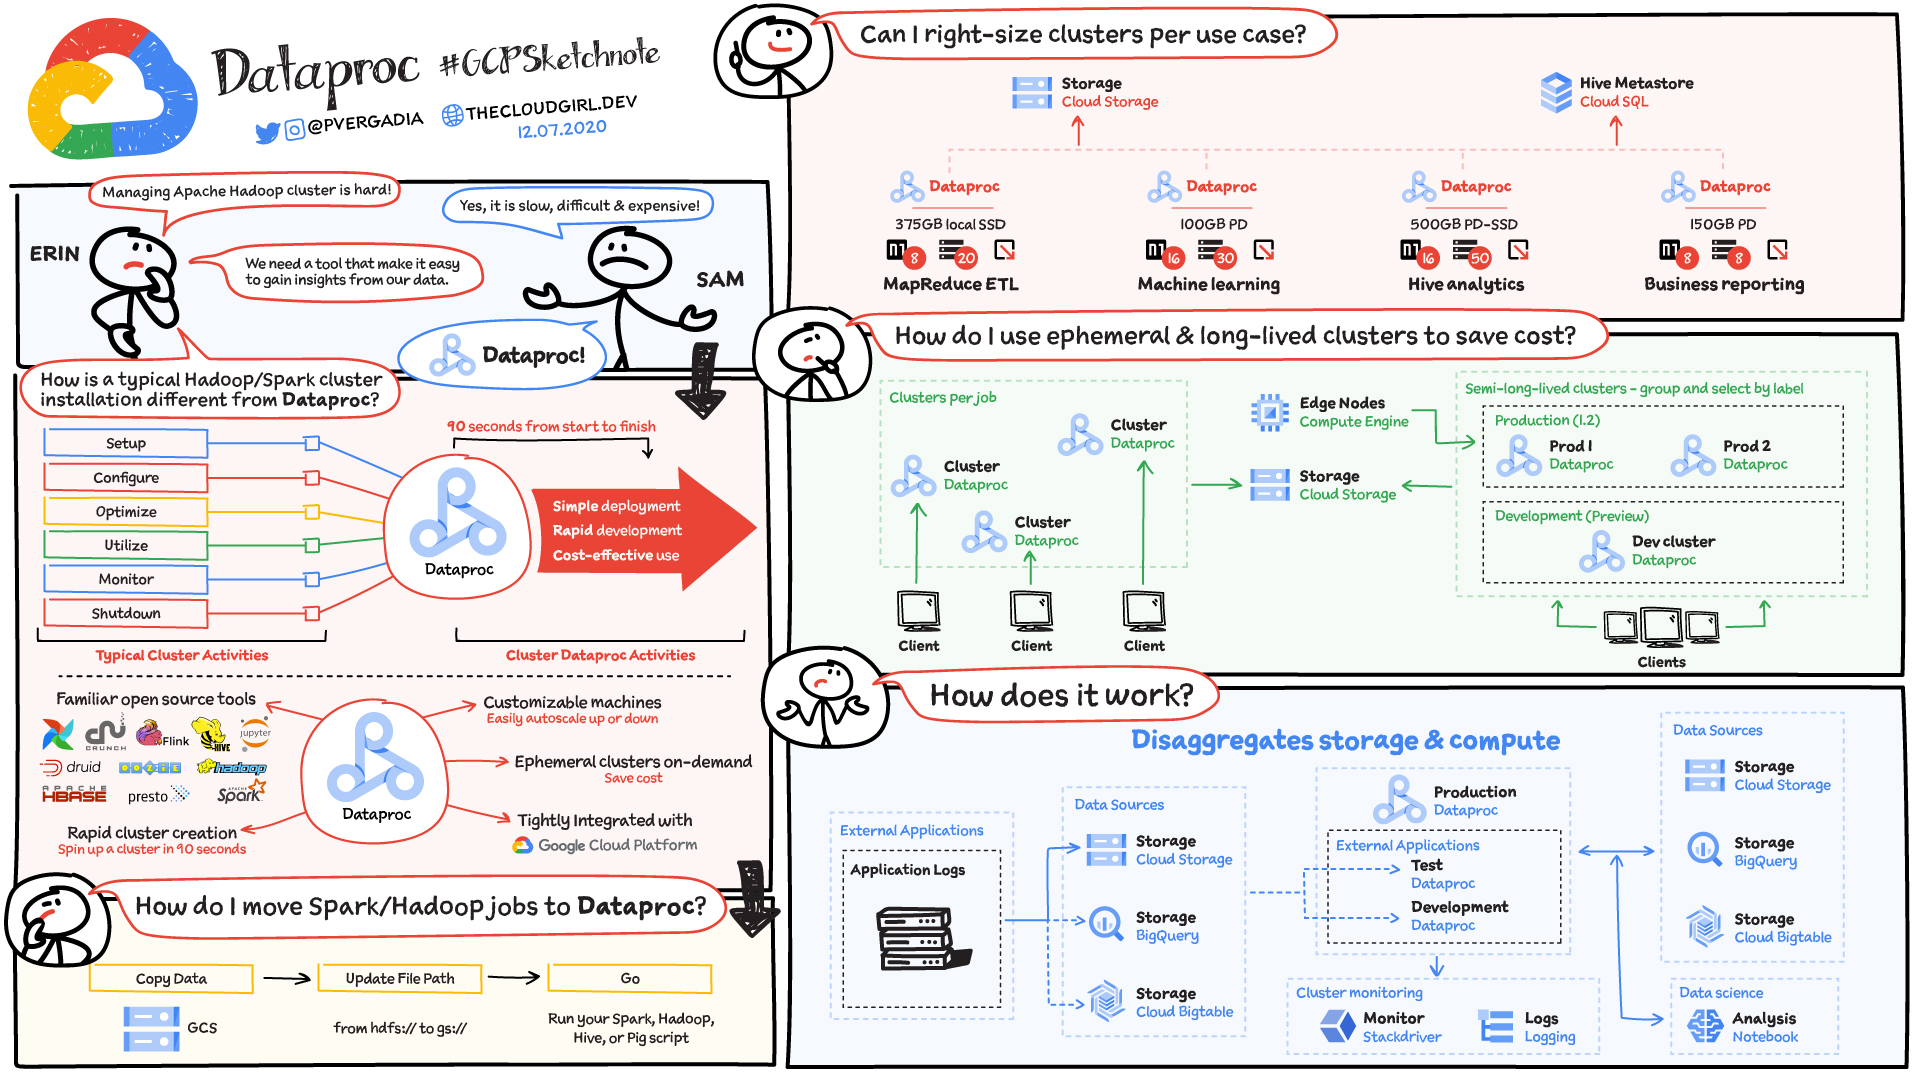 Dataproc #GCPSketchnote
@PVERGADIA
THECLOUDGIRL.DEV
12.07.2020
Managing Apache Hadoop cluster is hard!
Yes, it is slow, difficult & expensive!
ERIN
We need a tool that make it easy
to gain insights from our data.
SAM
Dataproc!
How is a typical Hadoop/Spark cluster
installation different from Dataproc?
90 seconds from start to finish
Setup
Configure
Optimize
Utilize
Monitor
Shutdown
Dataproc
Simple deployment
Rapid development
Cost-effective use
Typical Cluster Activities
Cluster Dataproc Activities
Familiar open source tools
CRUNCH
Flink
HIVE
jupyter
druid
OOZIE
hadoop
APACHE
HBASE
presto
APACHE
Spark
Rapid cluster creation
Spin up a cluster in 90 seconds
Dataproc
Customizable machines
Easily autoscale up or down
Ephemeral clusters on-demand
Save cost
Tightly Integrated with
Google Cloud Platform
How do I move Spark/Hadoop jobs to Dataproc?
Copy Data
Update File Path
Go
GCS
from hdfs:// to gs://
Run your Spark, Hadoop,
Hive, or Pig script
Can I right-size clusters per use case?
Storage
Cloud Storage
Hive Metastore
Cloud SQL
Dataproc
375GB local SSD
n1
8
20
MapReduce ETL
Dataproc
100GB PD
n1
16
30
Machine learning
Dataproc
500GB PD-SSD
n1
16
50
Hive analytics
Dataproc
150GB PD
n1
8
8
Business reporting
How do I use ephemeral & long-lived clusters to save cost?
Clusters per job
Cluster
Dataproc
Cluster
Dataproc
Cluster
Dataproc
Client
Client
Client
Edge Nodes
Compute Engine
Storage
Cloud Storage
Semi-long-lived clusters - group and select by label
Production (1.2)
Prod 1
Dataproc
Prod 2
Dataproc
Development (Preview)
Dev cluster
Dataproc
Clients
How does it work?
Disaggregates storage & compute
External Applications
Application Logs
Data Sources
Storage
Cloud Storage
Storage
BigQuery
Storage
Cloud Bigtable
Production
Dataproc
External Applications
Test
Dataproc
Development
Dataproc
Cluster monitoring
Monitor
Stackdriver
Logs
Logging
Data Sources
Storage
Cloud Storage
Storage
BigQuery
Storage
Cloud Bigtable
Data science
Analysis
Notebook